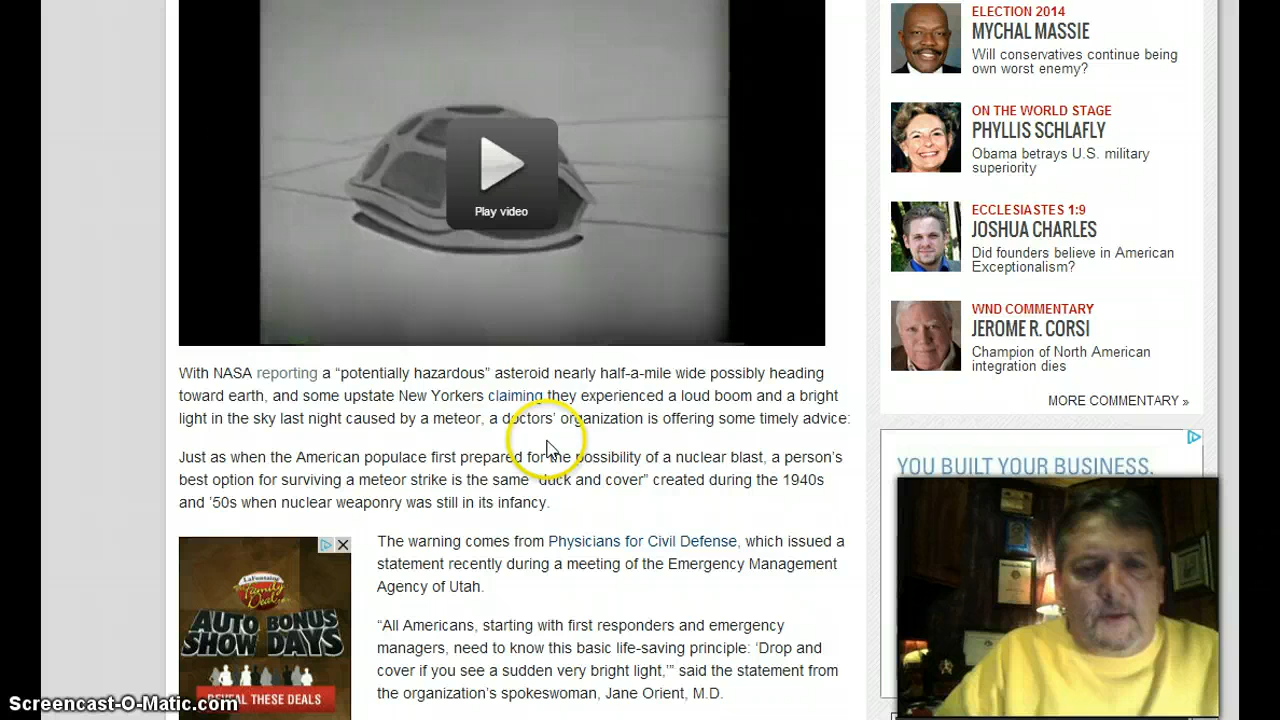 Play video
With NASA reporting a “potentially hazardous” asteroid nearly half-a-mile wide possibly heading
toward earth, and some upstate New Yorkers claiming they experienced a loud boom and a bright
light in the sky last night caused by a meteor, a doctors’ organization is offering some timely advice:
Just as when the American populace first prepared for the possibility of a nuclear blast, a person’s
best option for surviving a meteor strike is the same “duck and cover” created during the 1940s
and ’50s when nuclear weaponry was still in its infancy.
The warning comes from Physicians for Civil Defense, which issued a
statement recently during a meeting of the Emergency Management
Agency of Utah.
“All Americans, starting with first responders and emergency
managers, need to know this basic life-saving principle: ‘Drop and
cover if you see a sudden very bright light,’” said the statement from
the organization’s spokeswoman, Jane Orient, M.D.
LaFontaine
Family
Deal
AUTO BONUS
SHOW DAYS
REVEAL THESE DEALS
ELECTION 2014
MYCHAL MASSIE
Will conservatives continue being
own worst enemy?
ON THE WORLD STAGE
PHYLLIS SCHLAFLY
Obama betrays U.S. military
superiority
ECCLESIASTES 1:9
JOSHUA CHARLES
Did founders believe in American
Exceptionalism?
WND COMMENTARY
JEROME R. CORSI
Champion of North American
integration dies
MORE COMMENTARY »
YOU BUILT YOUR BUSINESS.
Screencast-O-Matic.com